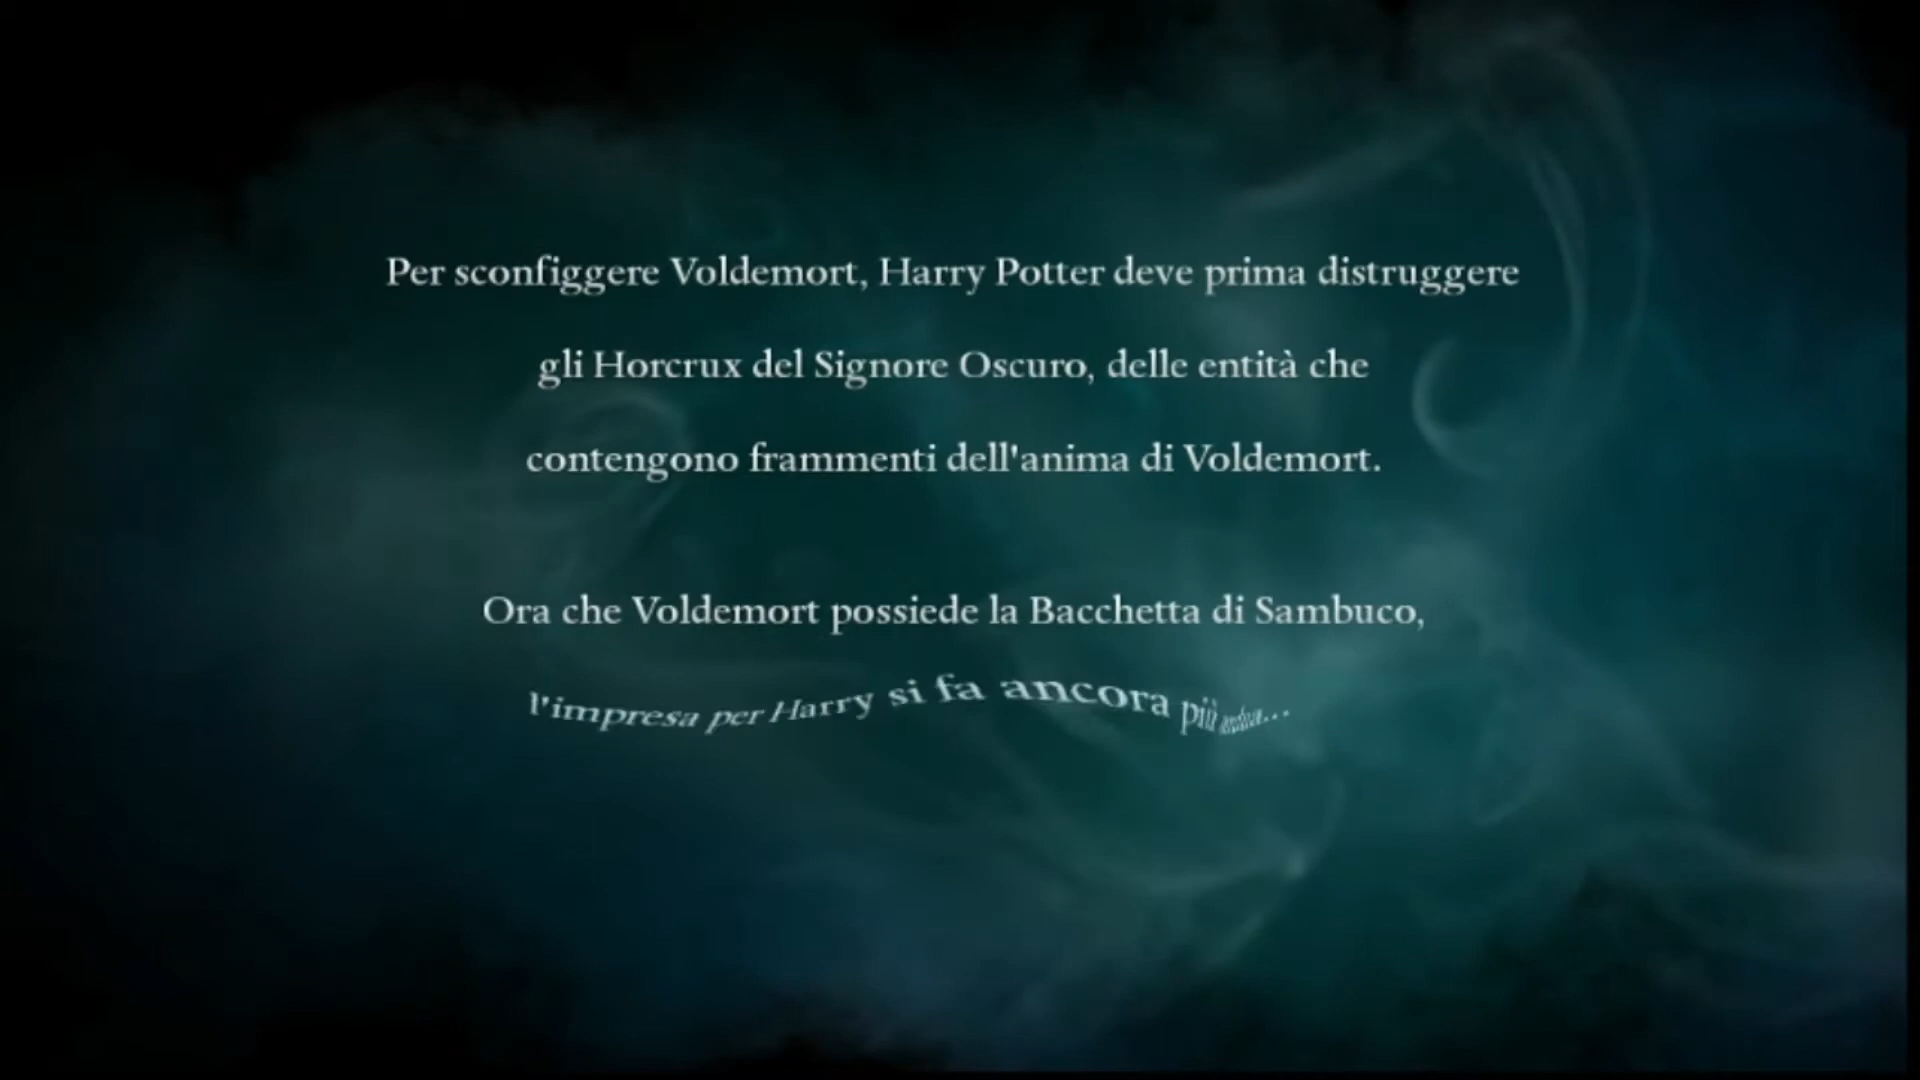 Per sconfiggere Voldemort, Harry Potter deve prima distruggere
gli Horcrux del Signore Oscuro, delle entità che
contengono frammenti dell'anima di Voldemort.
Ora che Voldemort possiede la Bacchetta di Sambuco,
l'impresa per Harry si fa ancora più ardua...